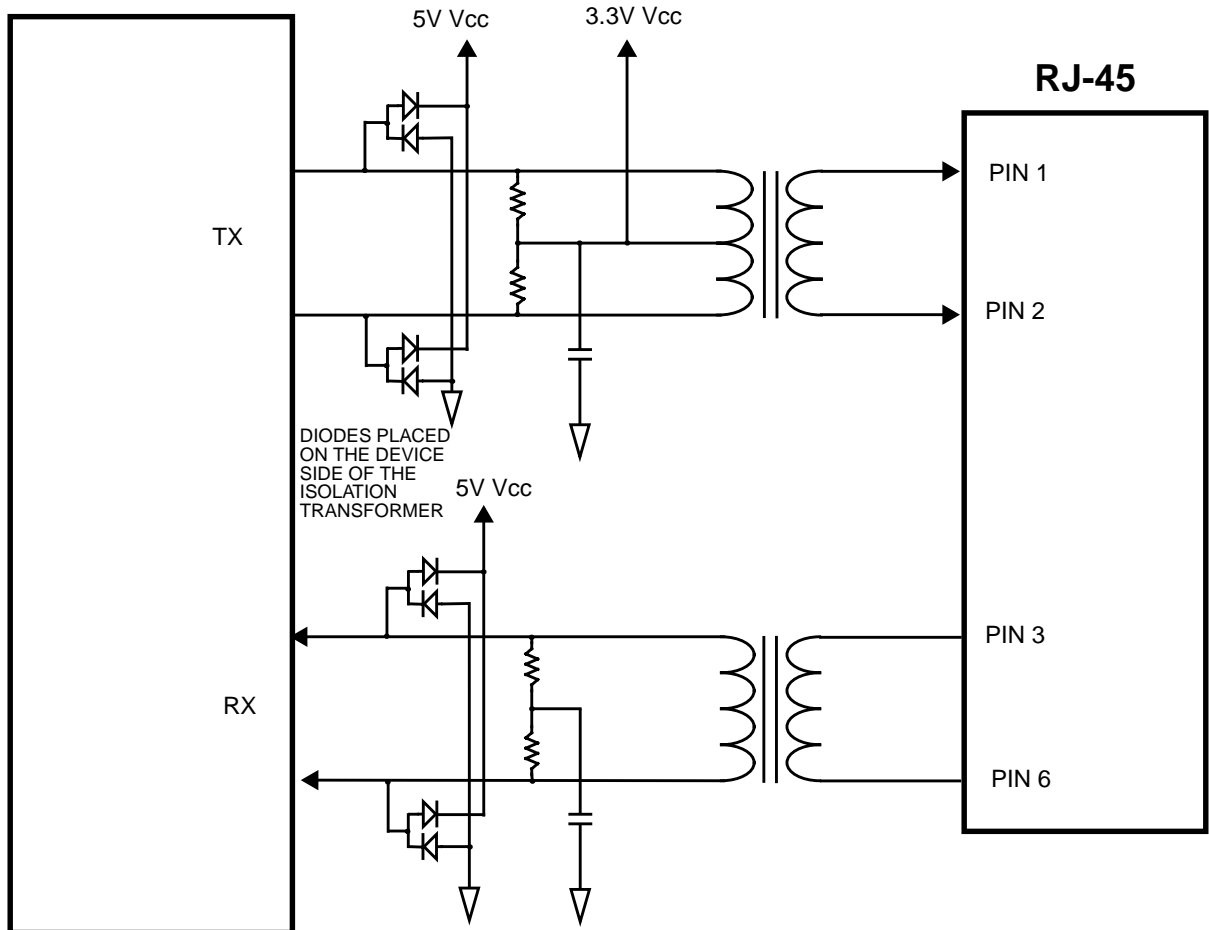 5V Vcc
3.3V Vcc
RJ-45
PIN 1
TX
PIN 2
DIODES PLACED
ON THE DEVICE
SIDE OF THE
ISOLATION
TRANSFORMER
5V Vcc
PIN 3
RX
PIN 6